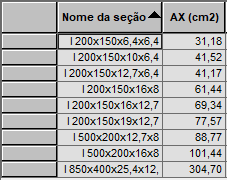 Nome da seção AX (cm2)
I 200x150x6,4x6,4 31,18
I 200x150x10x6,4 41,52
I 200x150x12,7x6,4 41,17
I 200x150x16x8 61,44
I 200x150x16x12,7 69,34
I 200x150x19x12,7 77,57
I 500x200x12,7x8 88,77
I 500x200x16x8 101,44
I 850x400x25,4x12, 304,70